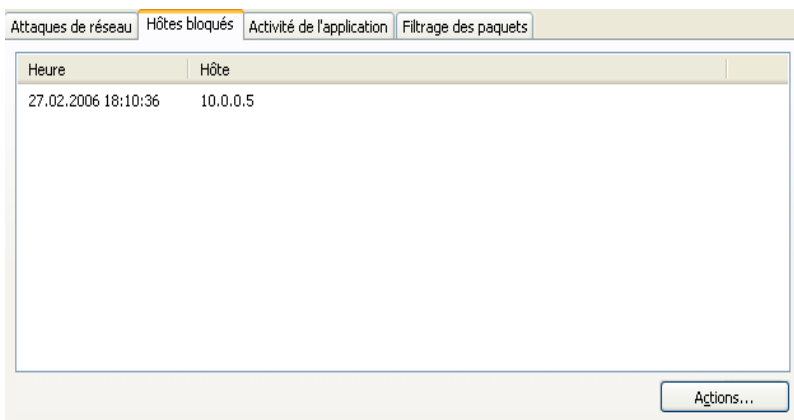 Attaques de réseau Hôtes bloqués Activité de l'application Filtrage des paquets
Heure Hôte
27.02.2006 18:10:36 10.0.0.5
Actions...